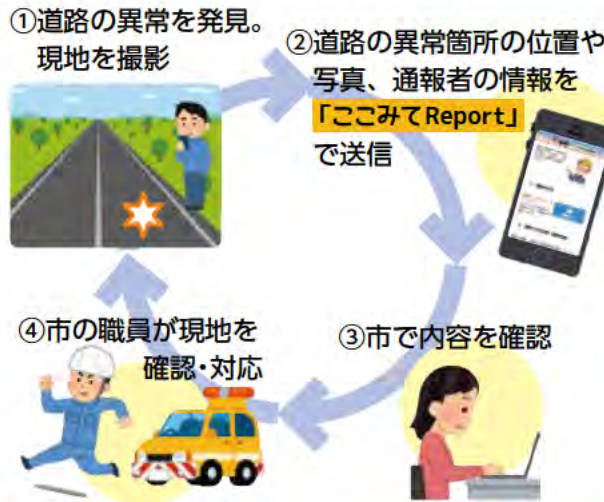 ①道路の異常を発見。
現地を撮影
②道路の異常箇所の位置や
写真、通報者の情報を
「ここみてReport」
で送信
③市で内容を確認
④市の職員が現地を
確認・対応